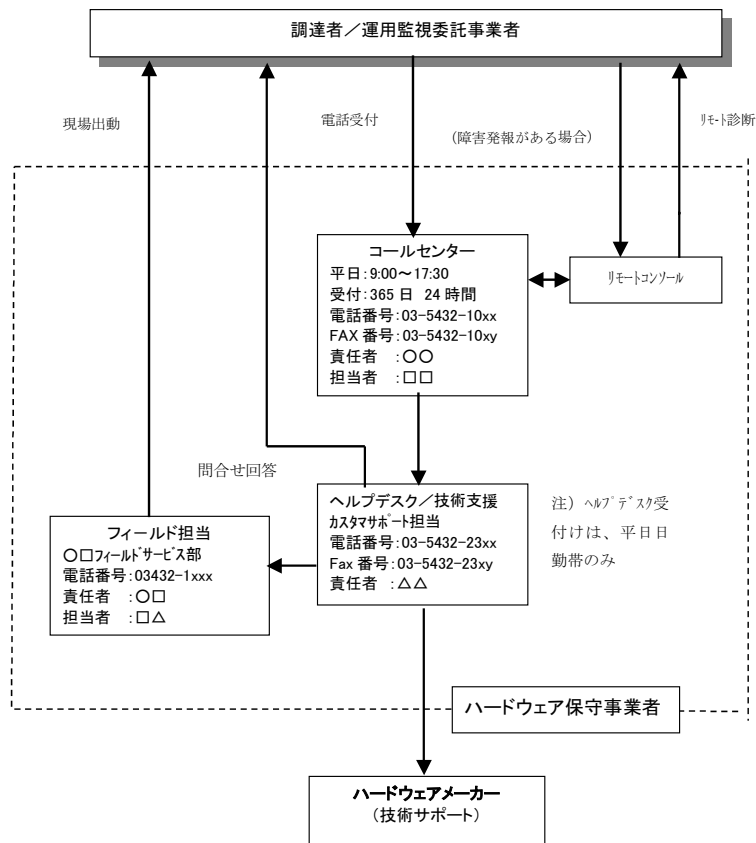 調達者／運用監視委託事業者
現場出動
電話受付
(障害発報がある場合)
ﾘﾓｰﾄ診断
コールセンター
平日：9:00～17:30
受付：365 日 24 時間
電話番号：03-5432-10xx
FAX 番号：03-5432-10xy
責任者 ：○○
担当者 ：□□
ﾘﾓｰﾄｺﾝｿｰﾙ
問合せ回答
ヘルプデスク／技術支援
ｶｽﾀﾏｻﾎﾟｰﾄ担当
電話番号：03-5432-23xx
Fax 番号：03-5432-23xy
責任者 ：△△
注）ﾍﾙﾌﾟﾃﾞｽｸ受
付けは、平日日
勤帯のみ
フィールド担当
○□ﾌｨｰﾙﾄﾞｻｰﾋﾞｽ部
電話番号：03432-1xxx
責任者 ：○□
担当者 ：□△
ハードウェア保守事業者
ハードウェアメーカー
（技術サポート）